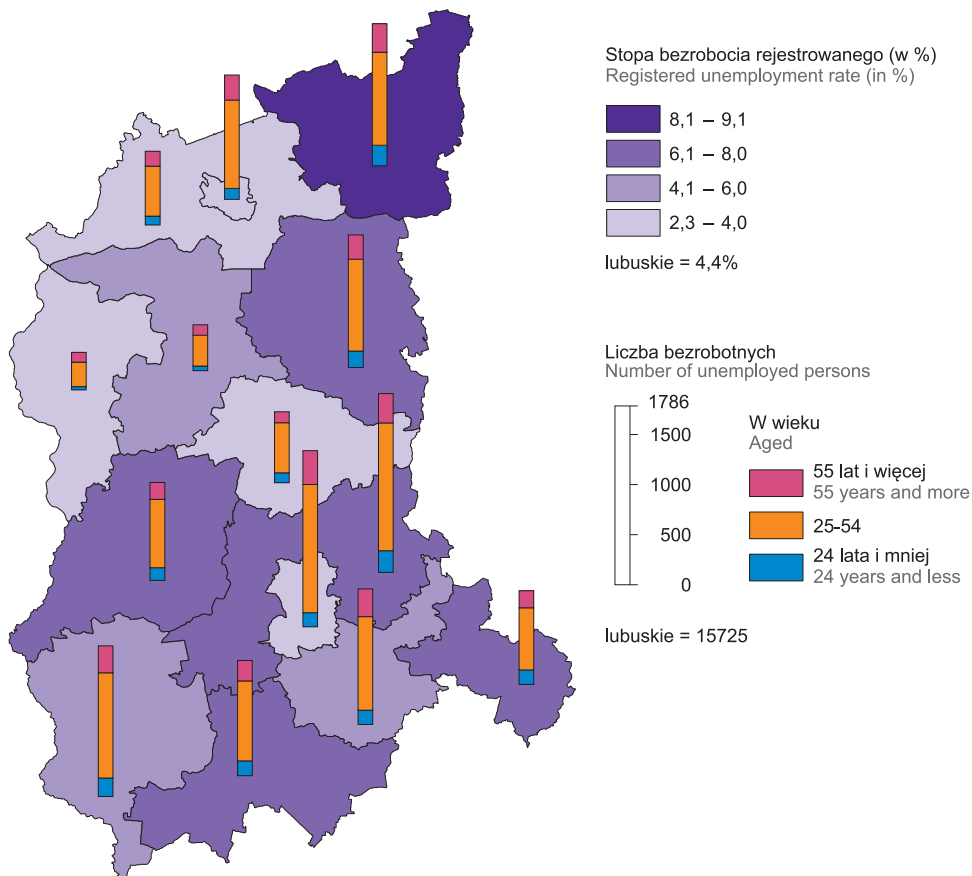 Stopa bezrobocia rejestrowanego (w %)
Registered unemployment rate (in %)
8,1 – 9,1
6,1 – 8,0
4,1 – 6,0
2,3 – 4,0
lubuskie = 4,4%
Liczba bezrobotnych
Number of unemployed persons
1786
1500
1000
500
0
W wieku
Aged
55 lat i więcej
55 years and more
25-54
24 lata i mniej
24 years and less
lubuskie = 15725